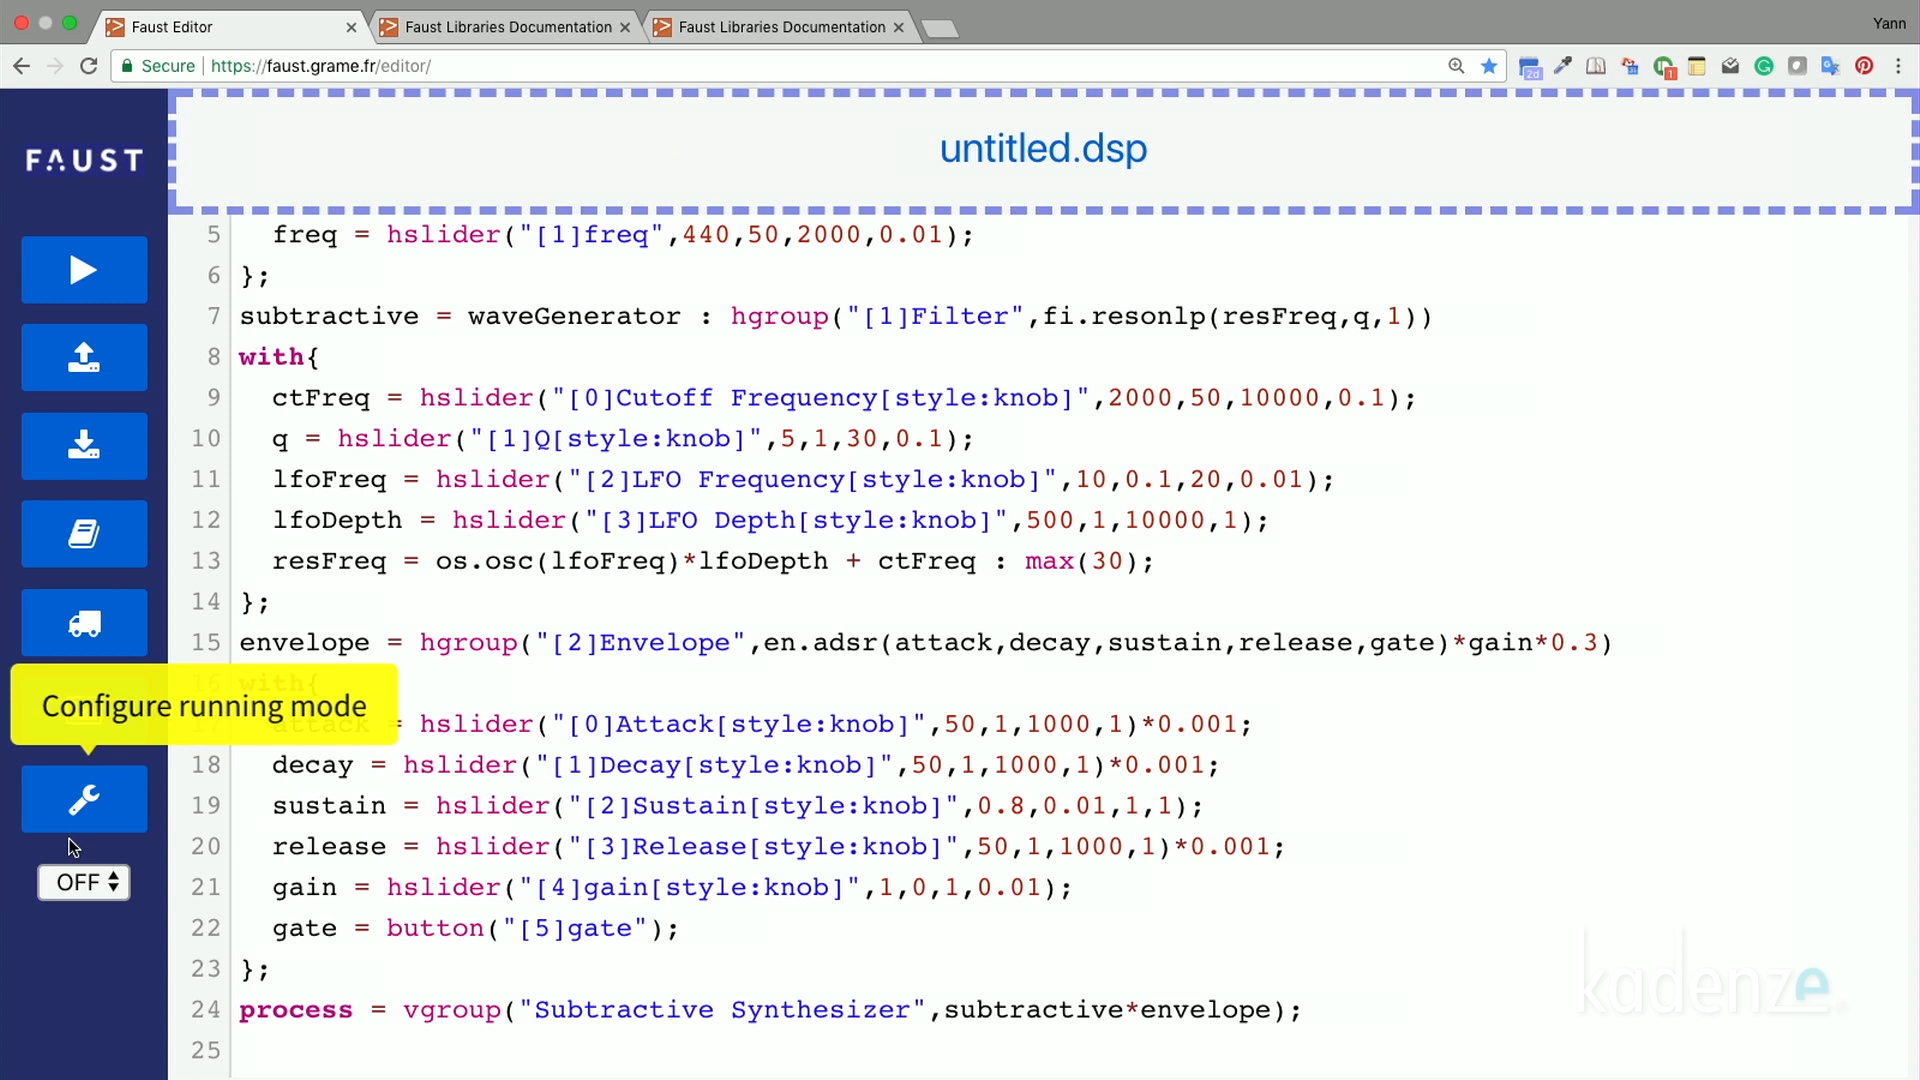 Faust Editor
Faust Libraries Documentation
Faust Libraries Documentation
Yann
Secure
https://faust.grame.fr/editor/
2d
1
FAUST
untitled.dsp
5 freq = hslider("[1]freq",440,50,2000,0.01);
6 };
7 subtractive = waveGenerator : hgroup("[1]Filter",fi.resonlp(resFreq,q,1))
8 with{
9 ctFreq = hslider("[0]Cutoff Frequency[style:knob]",2000,50,10000,0.1);
10 q = hslider("[1]Q[style:knob]",5,1,30,0.1);
11 lfoFreq = hslider("[2]LFO Frequency[style:knob]",10,0.1,20,0.01);
12 lfoDepth = hslider("[3]LFO Depth[style:knob]",500,1,10000,1);
13 resFreq = os.osc(lfoFreq)*lfoDepth + ctFreq : max(30);
14 };
15 envelope = hgroup("[2]Envelope",en.adsr(attack,decay,sustain,release,gate)*gain*0.3)
16 with{
Configure running mode
17 attack = hslider("[0]Attack[style:knob]",50,1,1000,1)*0.001;
18 decay = hslider("[1]Decay[style:knob]",50,1,1000,1)*0.001;
19 sustain = hslider("[2]Sustain[style:knob]",0.8,0.01,1,1);
20 release = hslider("[3]Release[style:knob]",50,1,1000,1)*0.001;
OFF
21 gain = hslider("[4]gain[style:knob]",1,0,1,0.01);
22 gate = button("[5]gate");
23 };
24 process = vgroup("Subtractive Synthesizer",subtractive*envelope);
25
kadenze